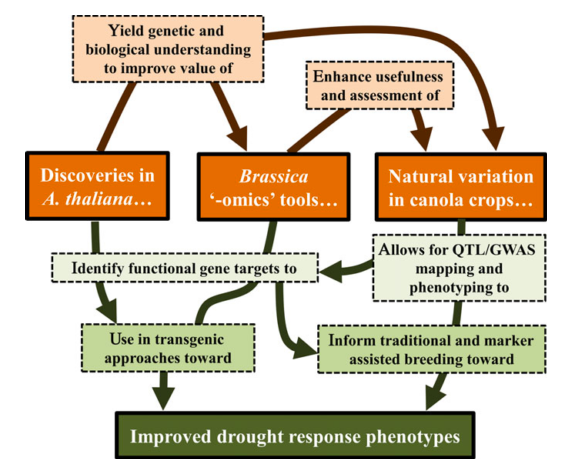 Yield genetic and
biological understanding
to improve value of
Enhance usefulness
and assessment of
Discoveries in
A. thaliana…
Brassica
‘-omics’ tools…
Natural variation
in canola crops…
Identify functional gene targets to
Allows for QTL/GWAS
mapping and
phenotyping to
Use in transgenic
approaches toward
Inform traditional and marker
assisted breeding toward
Improved drought response phenotypes